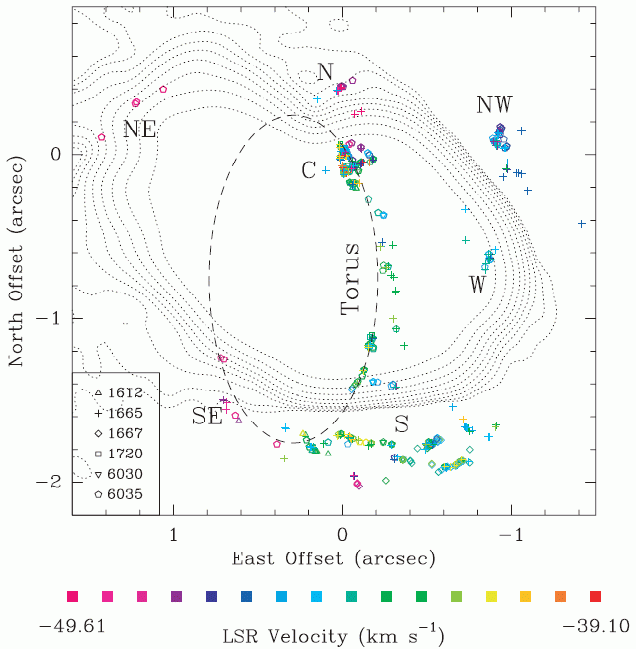 N
NW
NE
0
C
North Offset (arcsec)
Torus
W
−1
1612
1665
1667
1720
6030
6035
SE
S
−2
1
0
−1
East Offset (arcsec)
−49.61
−39.10
LSR Velocity (km s⁻¹)